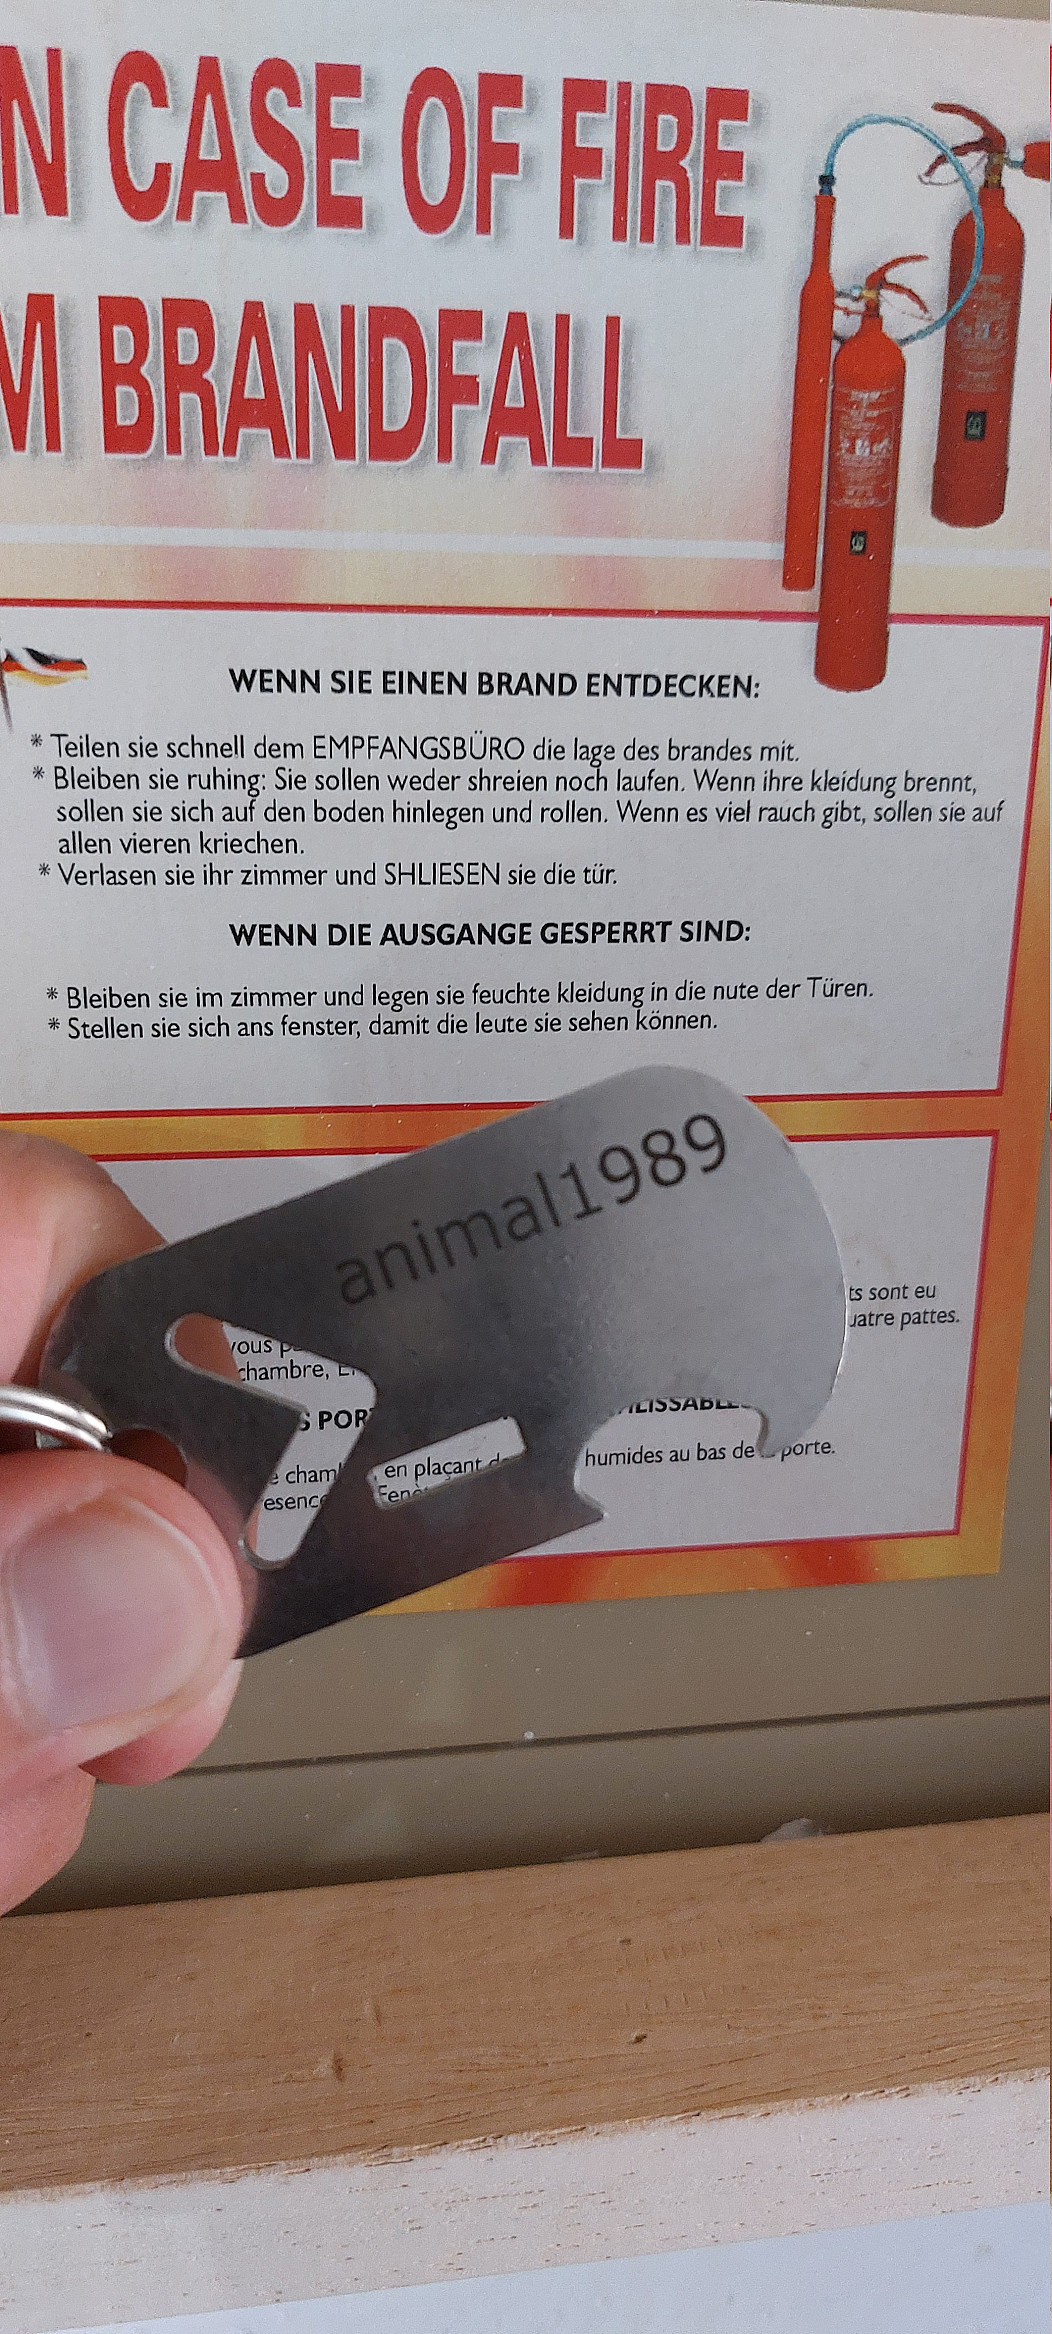 N CASE OF FIRE
M BRANDFALL
WENN SIE EINEN BRAND ENTDECKEN:
* Teilen sie schnell dem EMPFANGSBÜRO die lage des brandes mit.
* Bleiben sie ruhing: Sie sollen weder shreien noch laufen. Wenn ihre kleidung brennt,
sollen sie sich auf den boden hinlegen und rollen. Wenn es viel rauch gibt, sollen sie auf
allen vieren kriechen.
* Verlasen sie ihr zimmer und SHLIESEN sie die tür.
WENN DIE AUSGANGE GESPERRT SIND:
* Bleiben sie im zimmer und legen sie feuchte kleidung in die nute der Türen.
* Stellen sie sich ans fenster, damit die leute sie sehen können.
animal1989
ts sont eu
uatre pattes.
vous
chambre,
en plaçant humides au bas de porte.